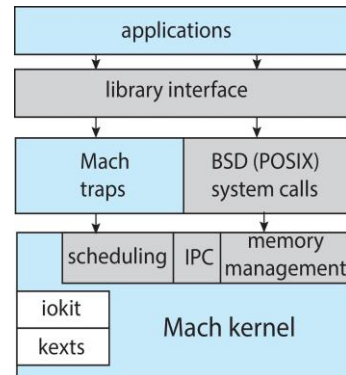 applications
library interface
Mach
traps
BSD (POSIX)
system calls
scheduling
IPC
memory
management
iokit
kexts
Mach kernel